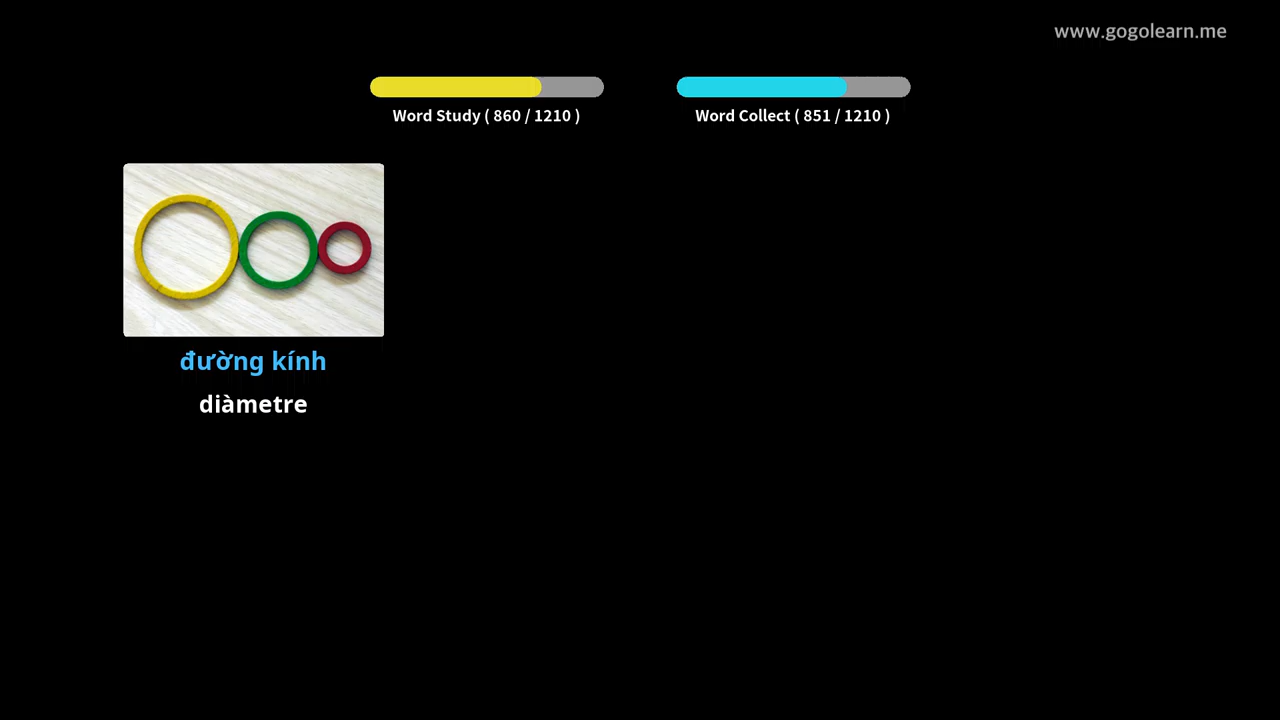 www.gogolearn.me
Word Study ( 860 / 1210 )
Word Collect ( 851 / 1210 )
đường kính
diàmetre